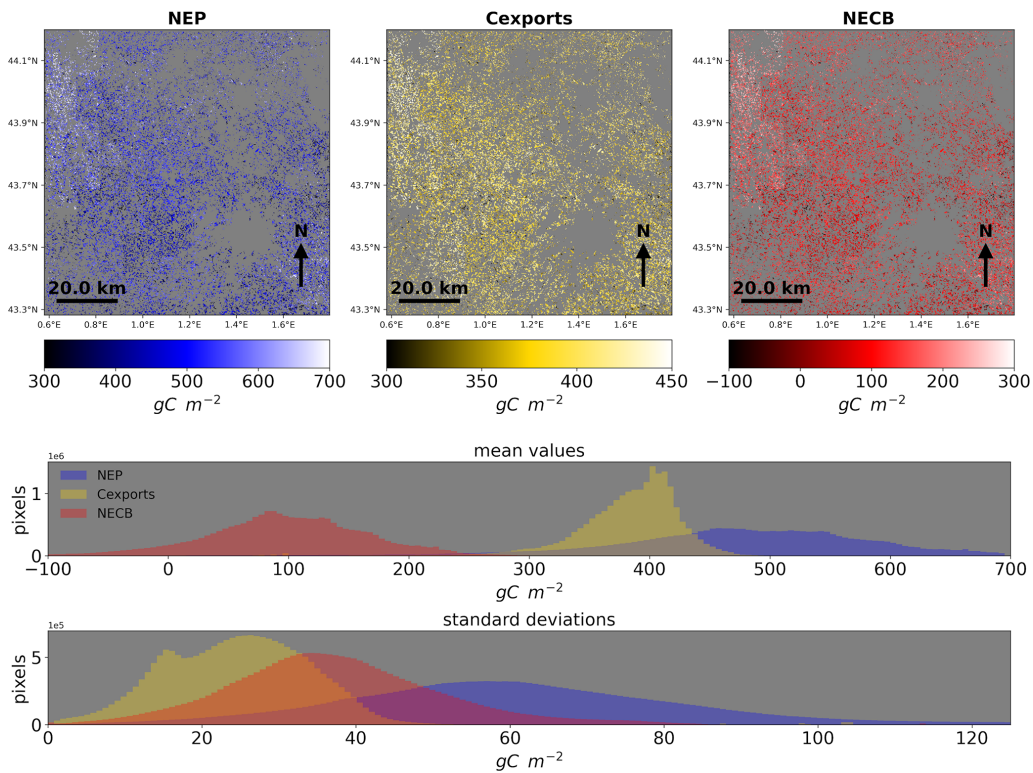 NEP Cexports NECB
44.1°N 44.1°N 44.1°N
43.9°N 43.9°N 43.9°N
43.7°N 43.7°N 43.7°N
N N N
43.5°N 43.5°N 43.5°N
20.0 km 20.0 km 20.0 km
43.3°N 43.3°N 43.3°N
0.6°E 0.8°E 1.0°E 1.2°E 1.4°E 1.6°E 0.6°E 0.8°E 1.0°E 1.2°E 1.4°E 1.6°E 0.6°E 0.8°E 1.0°E 1.2°E 1.4°E 1.6°E
300 400 500 600 700 300 350 400 450 −100 0 100 200 300
gC m⁻² gC m⁻² gC m⁻²
mean values
1e6
NEP
Cexports
NECB
pixels
1
0
−100 0 100 200 300 400 500 600 700
gC m⁻²
standard deviations
1e5
pixels
5
0
0 20 40 60 80 100 120
gC m⁻²